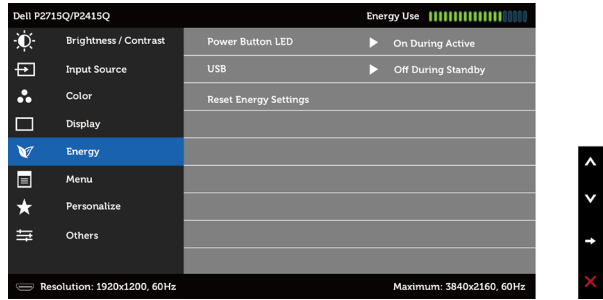 Dell P2715Q/P2415Q
Energy Use
Brightness / Contrast
Power Button LED
On During Active
Input Source
USB
Off During Standby
Color
Reset Energy Settings
Display
Energy
Menu
Personalize
Others
Resolution: 1920x1200, 60Hz
Maximum: 3840x2160, 60Hz